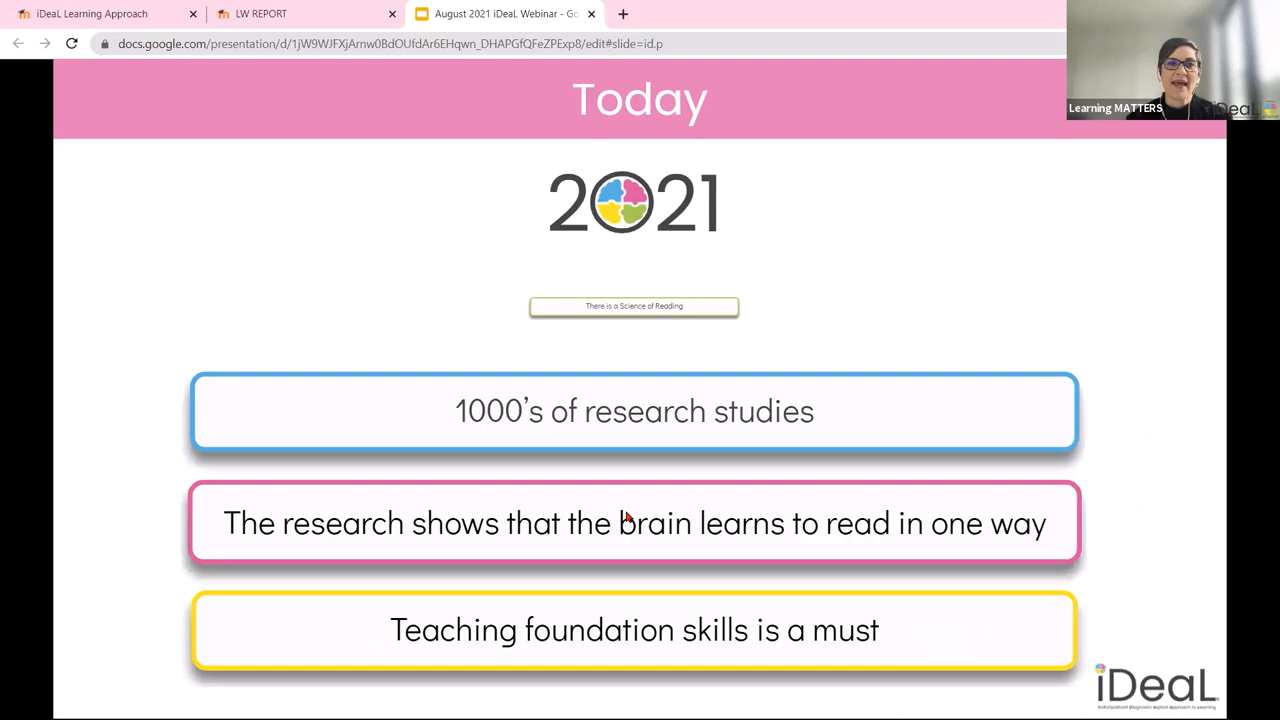 iDeaL Learning Approach
LW REPORT
August 2021 iDeaL Webinar - Go
docs.google.com/presentation/d/1jW9WJFXjArnw0BdOUfdAr6EHqwn_DHAPGfQFeZPExp8/edit#slide=id.p
Learning MATTERS
iDeaL
Today
2021
There is a Science of Reading
1000's of research studies
The research shows that the brain learns to read in one way
Teaching foundation skills is a must
iDeaL